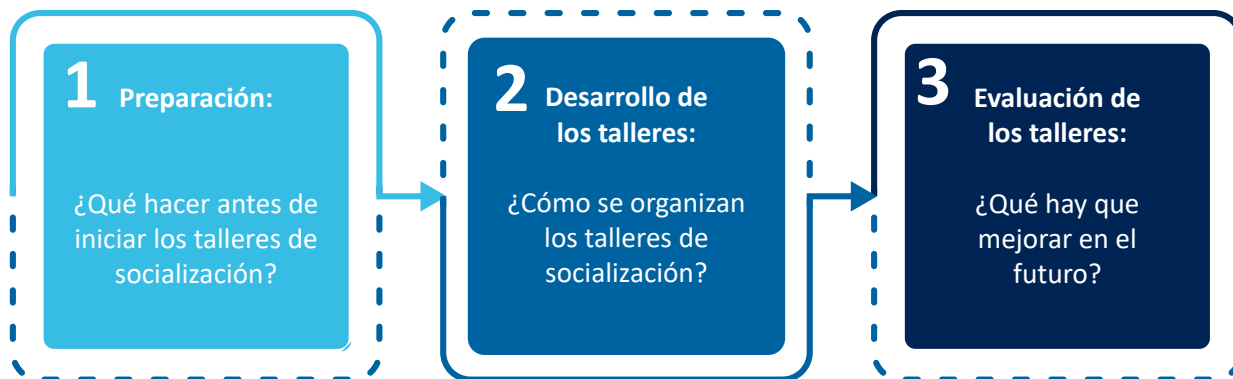 1 Preparación:
¿Qué hacer antes de
iniciar los talleres de
socialización?
2 Desarrollo de
los talleres:
¿Cómo se organizan
los talleres de
socialización?
3 Evaluación de
los talleres:
¿Qué hay que
mejorar en el
futuro?